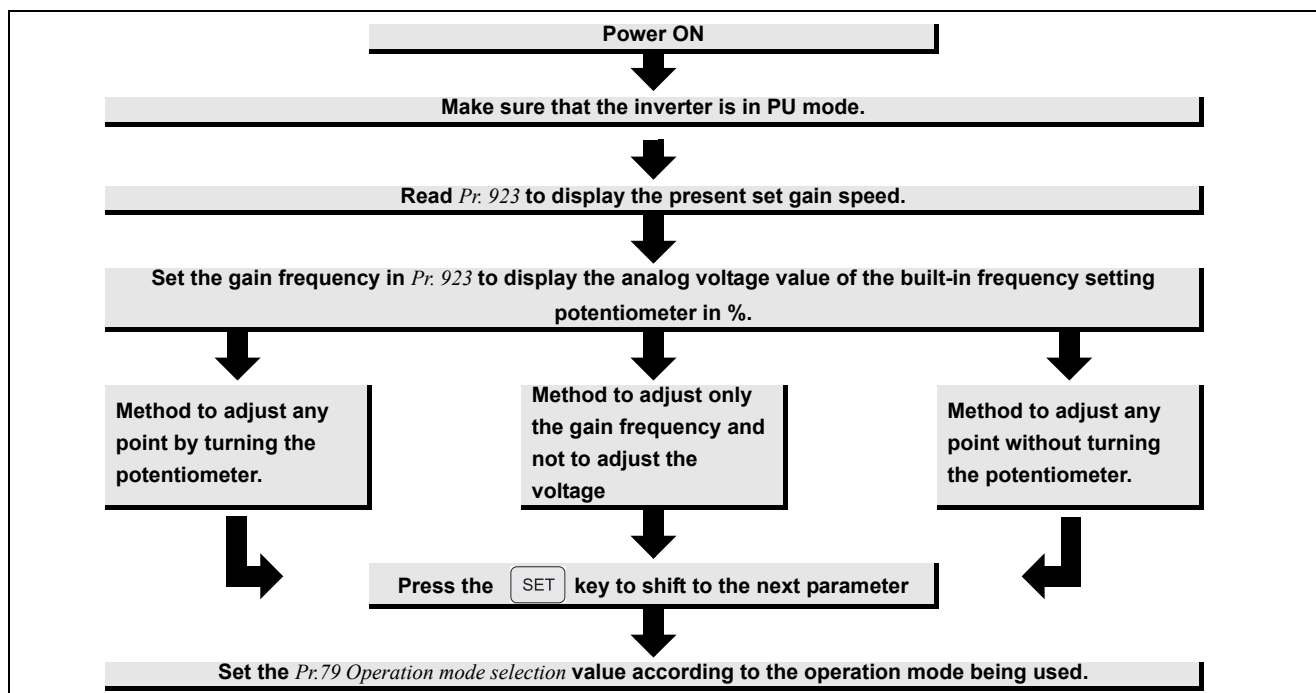 Power ON
Make sure that the inverter is in PU mode.
Read Pr. 923 to display the present set gain speed.
Set the gain frequency in Pr. 923 to display the analog voltage value of the built-in frequency setting
potentiometer in %.
Method to adjust any
point by turning the
potentiometer.
Method to adjust only
the gain frequency and
not to adjust the
voltage
Method to adjust any
point without turning
the potentiometer.
Press the SET key to shift to the next parameter
Set the Pr.79 Operation mode selection value according to the operation mode being used.